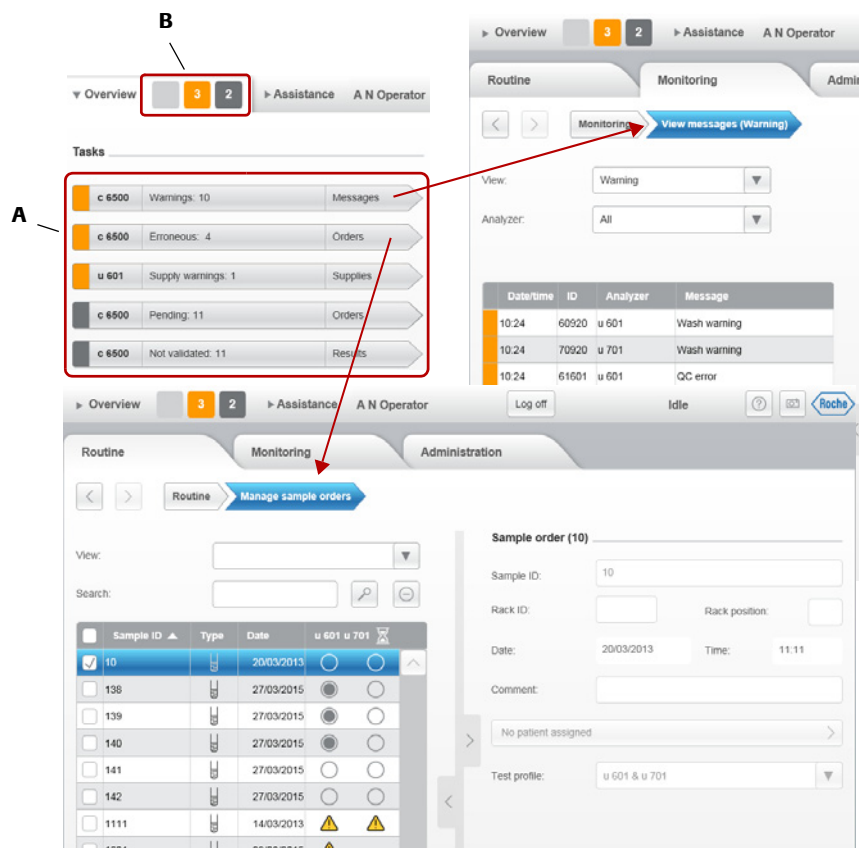 B
Overview 3 2 Assistance A N Operator
Tasks
A
c 6500 Warnings: 10 Messages
c 6500 Erroneous: 4 Orders
u 601 Supply warnings: 1 Supplies
c 6500 Pending: 11 Orders
c 6500 Not validated: 11 Results
Overview 3 2 Assistance A N Operator
Routine Monitoring Admin
Monitoring View messages (Warning)
View: Warning
Analyzer: All
Date/time ID Analyzer Message
10:24 60920 u 601 Wash warning
10:24 70920 u 701 Wash warning
10:24 61601 u 601 QC error
Overview 3 2 Assistance A N Operator Log off Idle Roche
Routine Monitoring Administration
Routine Manage sample orders
View:
Search:
Sample ID Type Date u 601 u 701
10 20/03/2013
138 27/03/2015
139 27/03/2015
140 27/03/2015
141 27/03/2015
142 27/03/2015
1111 14/03/2013
Sample order (10)
Sample ID: 10
Rack ID: Rack position:
Date: 20/03/2013 Time: 11:11
Comment:
No patient assigned
Test profile: u 601 & u 701